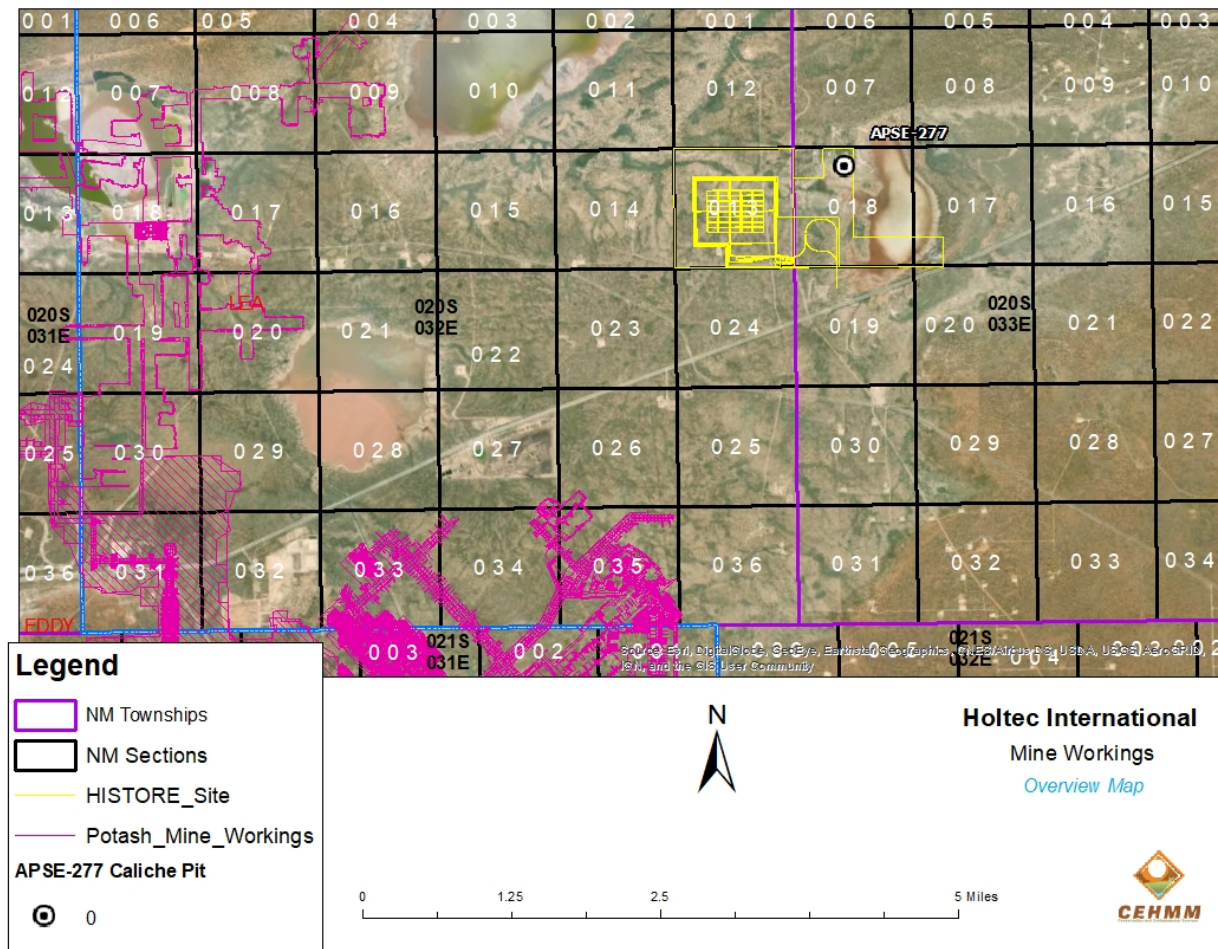 001 006 005 004 003 002 001 006 005 004 003
012 007 008 009 010 011 012 007 008 009 010
APSE-277
013 018 017 016 015 014 013 018 017 016 015
LEA
020S
031E
020S
032E
020S
033E
019 020 021 022 023 024 019 020 021 022
024
025 030 029 028 027 026 025 030 029 028 027
036 031 032 033 034 035 036 031 032 033 034
EDDY
003
021S
031E
002
021S
032E
004
Source: Esri, DigitalGlobe, GeoEye, Earthstar Geographics, CNES/Airbus DS, USDA, USGS, AeroGRID,
IGN, and the GIS User Community
Legend
NM Townships
NM Sections
HISTORE_Site
Potash_Mine_Workings
APSE-277 Caliche Pit
0
N
0 1.25 2.5 5 Miles
Holtec International
Mine Workings
Overview Map
CEHMM